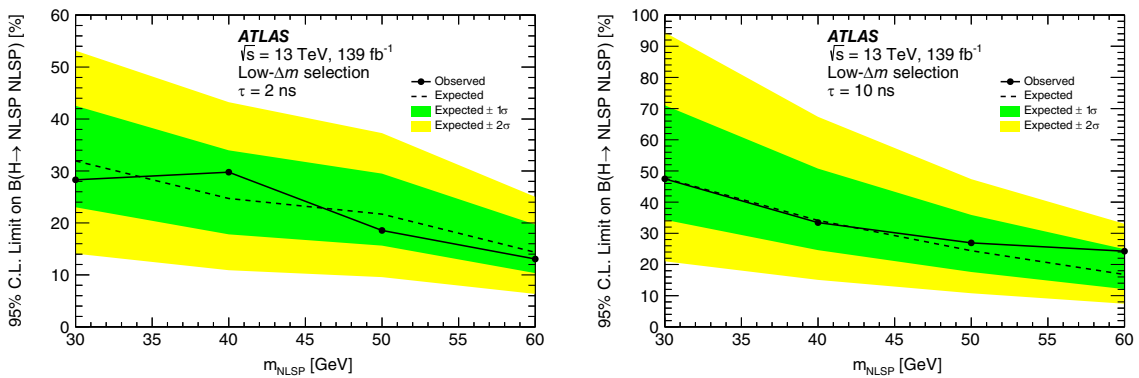 95% C.L. Limit on B(H→ NLSP NLSP) [%]
60
50
40
30
20
10
0
ATLAS
√s = 13 TeV, 139 fb⁻¹
Low-Δm selection
τ = 2 ns
Observed
Expected
Expected ± 1σ
Expected ± 2σ
30 35 40 45 50 55 60
m_NLSP [GeV]
95% C.L. Limit on B(H→ NLSP NLSP) [%]
100
90
80
70
60
50
40
30
20
10
0
ATLAS
√s = 13 TeV, 139 fb⁻¹
Low-Δm selection
τ = 10 ns
Observed
Expected
Expected ± 1σ
Expected ± 2σ
30 35 40 45 50 55 60
m_NLSP [GeV]